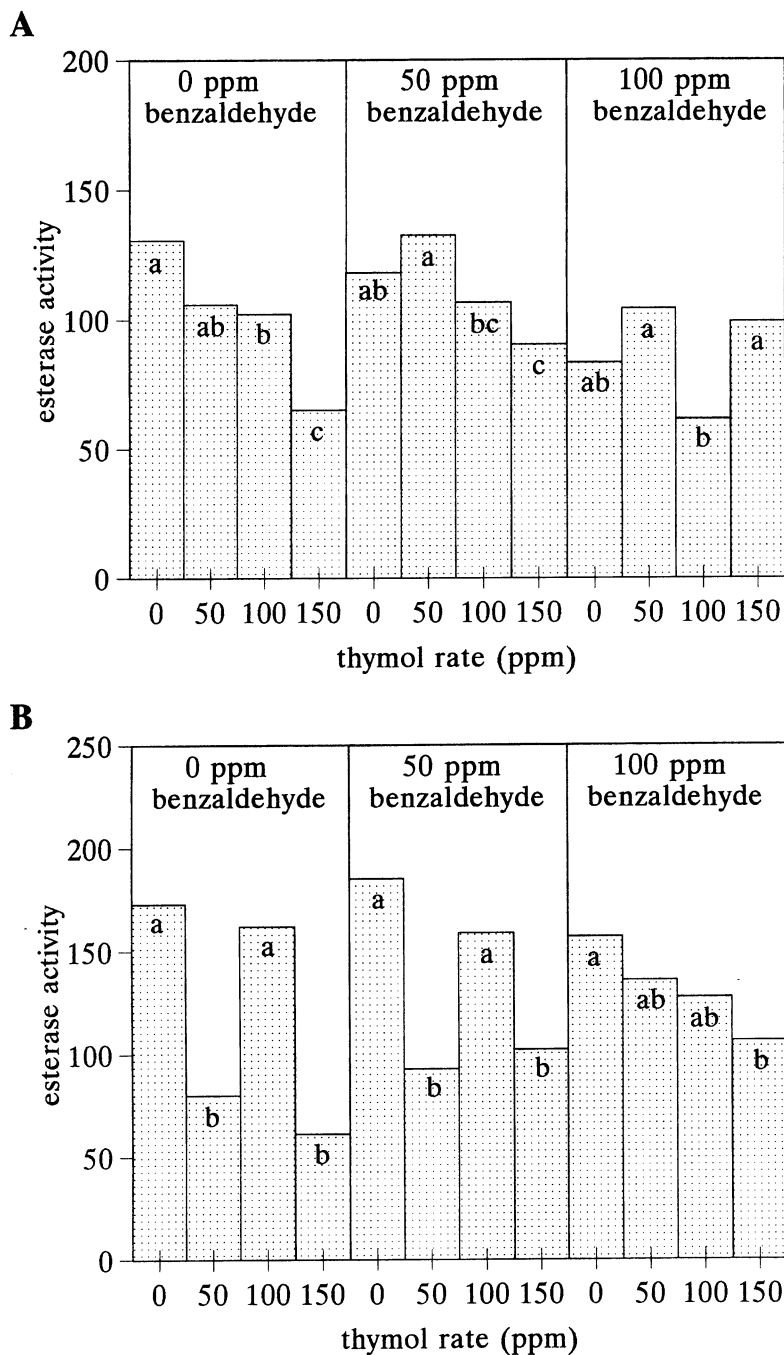 A
200
150
100
50
0
esterase activity
0 ppm
benzaldehyde
50 ppm
benzaldehyde
100 ppm
benzaldehyde
a
ab
b
c
ab
a
bc
c
ab
a
b
a
0 50 100 150 0 50 100 150 0 50 100 150
thymol rate (ppm)
B
250
200
150
100
50
0
esterase activity
0 ppm
benzaldehyde
50 ppm
benzaldehyde
100 ppm
benzaldehyde
a
b
a
b
a
b
a
b
a
ab
ab
b
0 50 100 150 0 50 100 150 0 50 100 150
thymol rate (ppm)